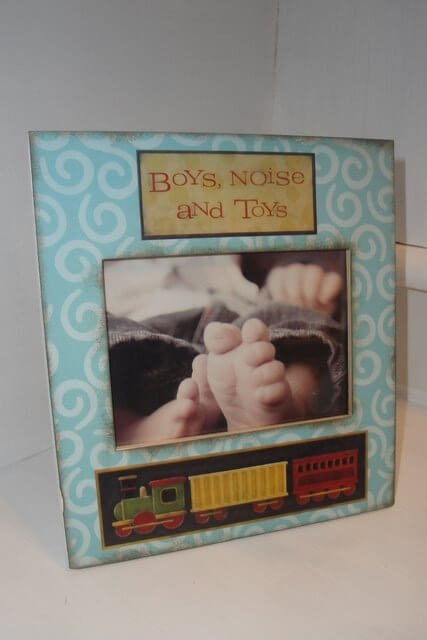 Boys, Noise
and Toys